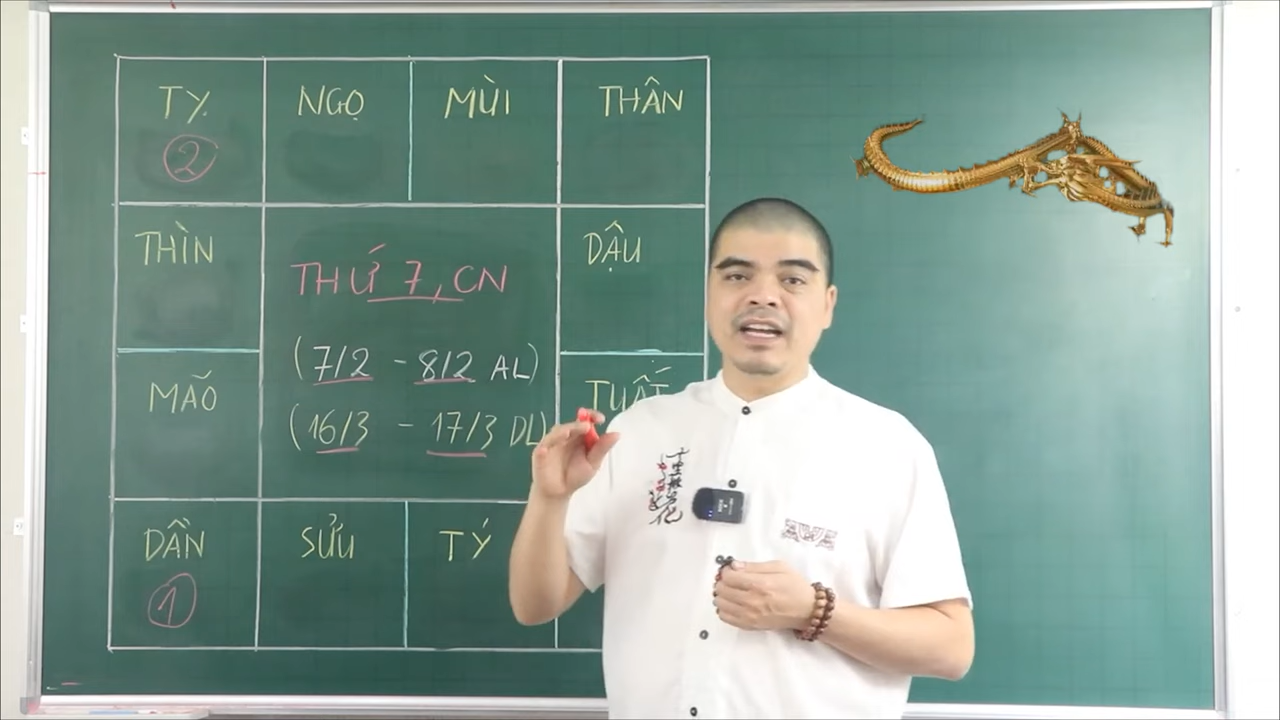 TỴ NGỌ MÙI THÂN
2
THÌN DẬU
THỨ 7, CN
(7/2 - 8/2 AL)
MÃO TUẤT
(16/3 - 17/3 DL)
DẦN SỬU TÝ
1